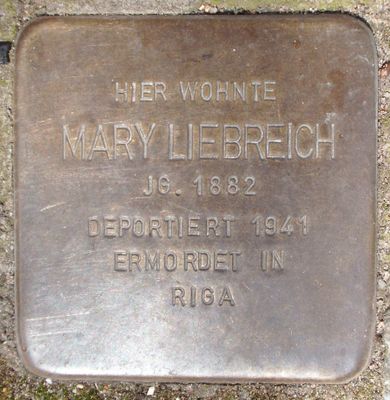 HIER WOHNTE
MARY LIEBREICH
JG. 1882
DEPORTIERT 1941
ERMORDET IN
RIGA